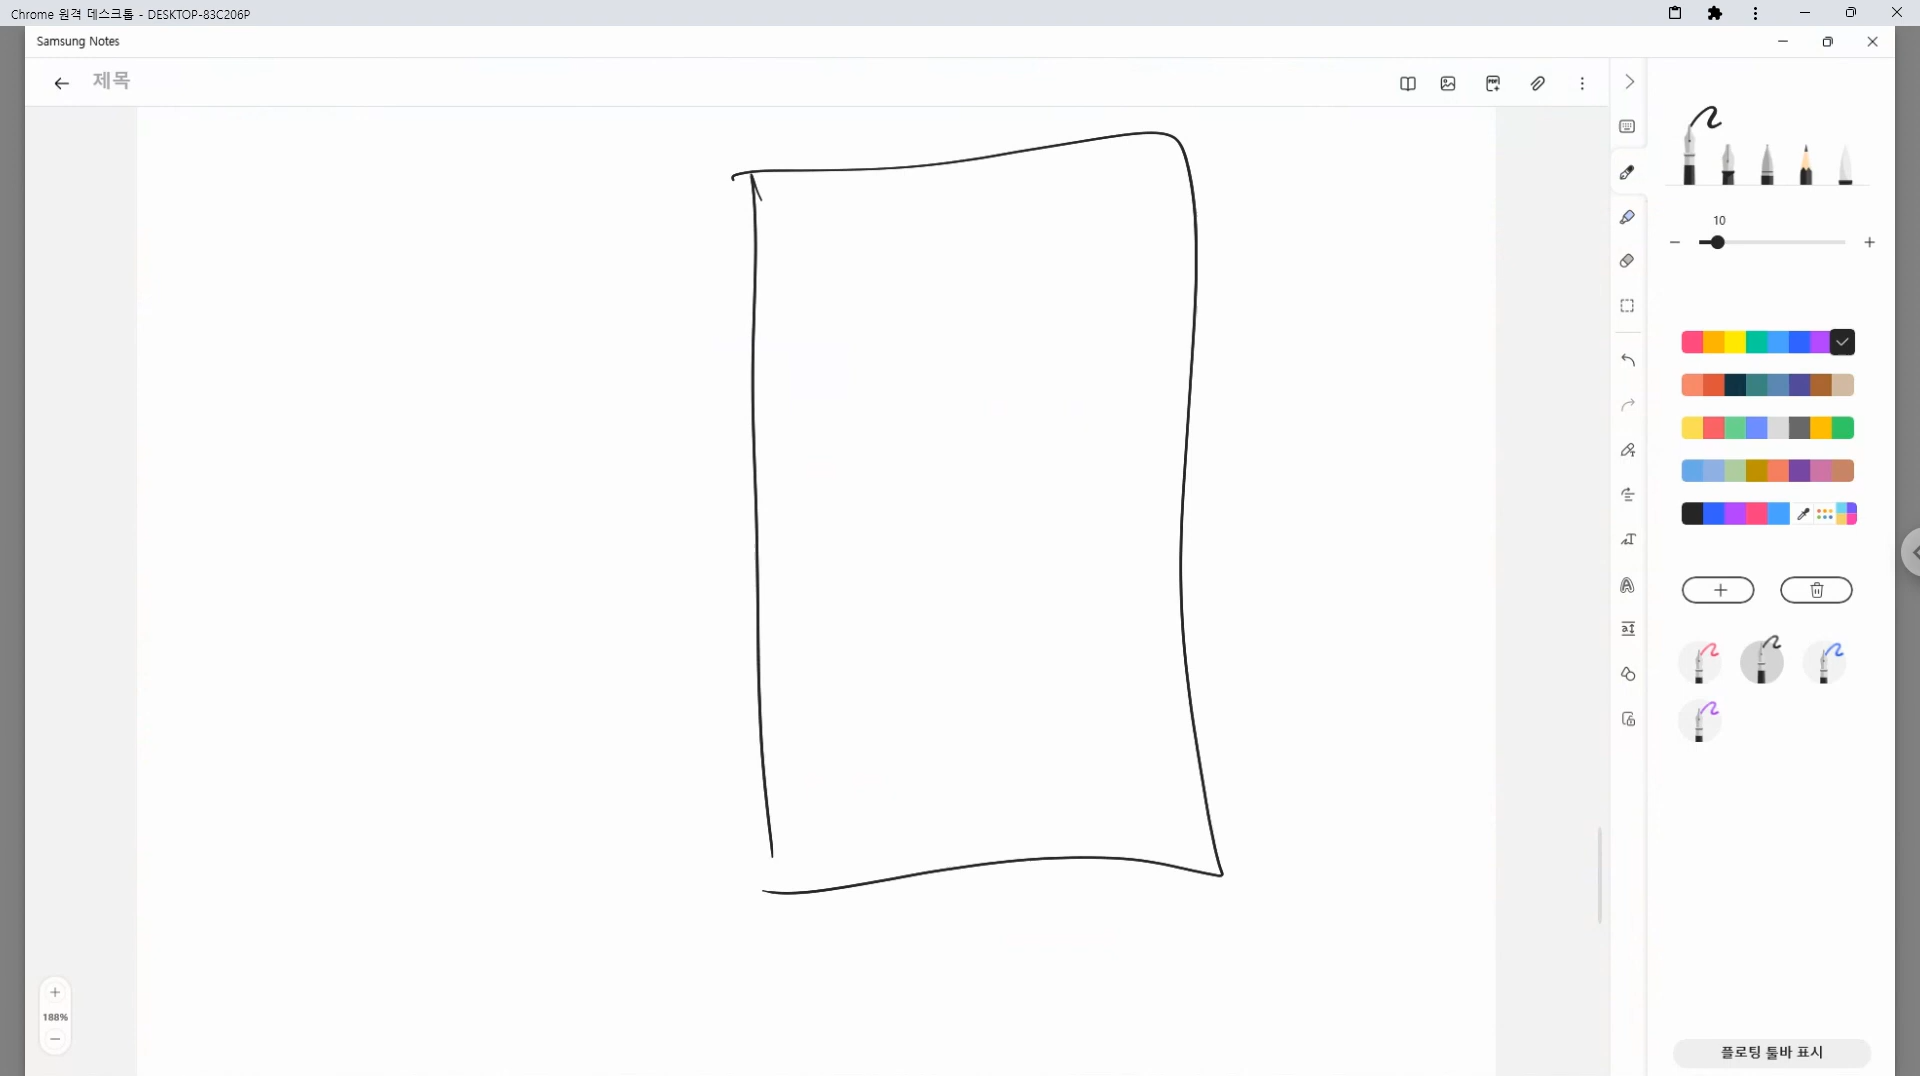 Chrome 원격 데스크톱 - DESKTOP-83C206P
Samsung Notes
제목
10
188%
플로팅 툴바 표시